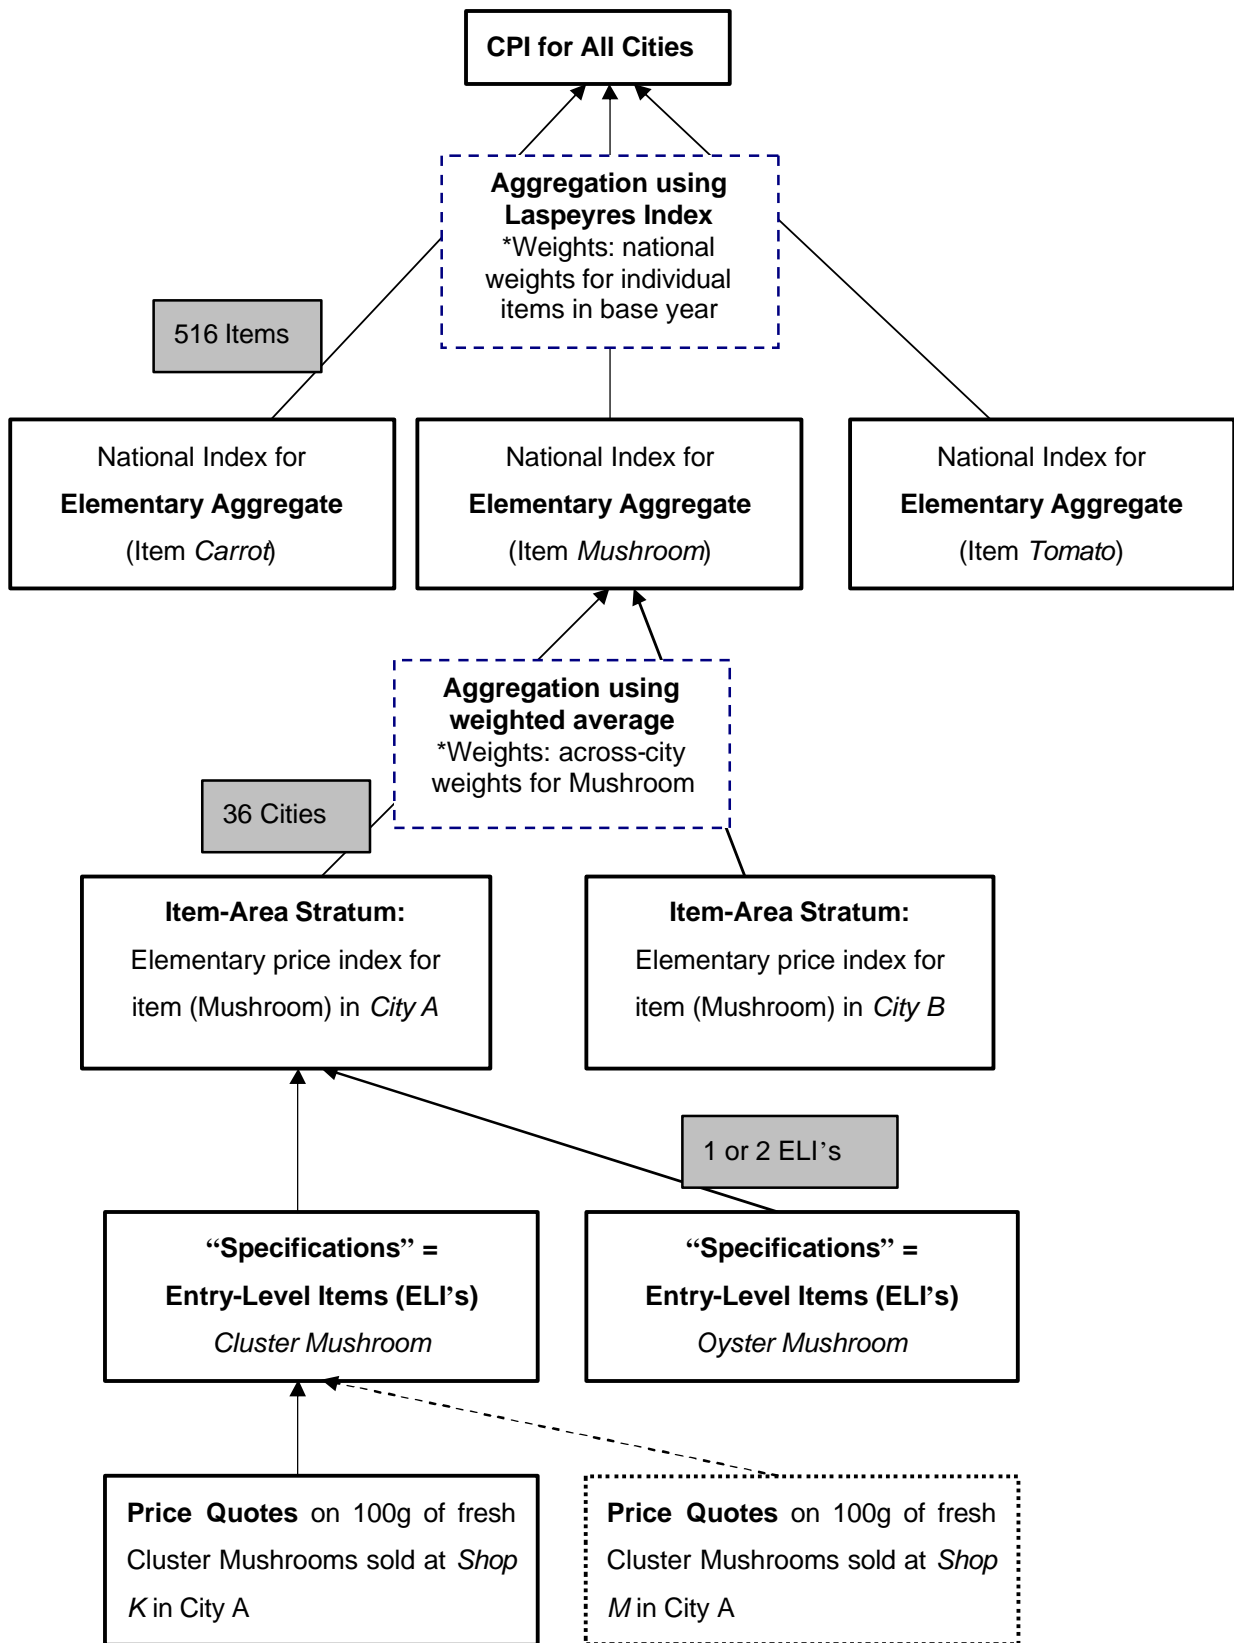 CPI for All Cities
Aggregation using
Laspeyres Index
*Weights: national
weights for individual
items in base year
516 Items
National Index for
Elementary Aggregate
(Item Carrot)
National Index for
Elementary Aggregate
(Item Mushroom)
National Index for
Elementary Aggregate
(Item Tomato)
Aggregation using
weighted average
*Weights: across-city
weights for Mushroom
36 Cities
Item-Area Stratum:
Elementary price index for
item (Mushroom) in City A
Item-Area Stratum:
Elementary price index for
item (Mushroom) in City B
1 or 2 ELI’s
“Specifications” =
Entry-Level Items (ELI’s)
Cluster Mushroom
“Specifications” =
Entry-Level Items (ELI’s)
Oyster Mushroom
Price Quotes on 100g of fresh
Cluster Mushrooms sold at Shop
K in City A
Price Quotes on 100g of fresh
Cluster Mushrooms sold at Shop
M in City A